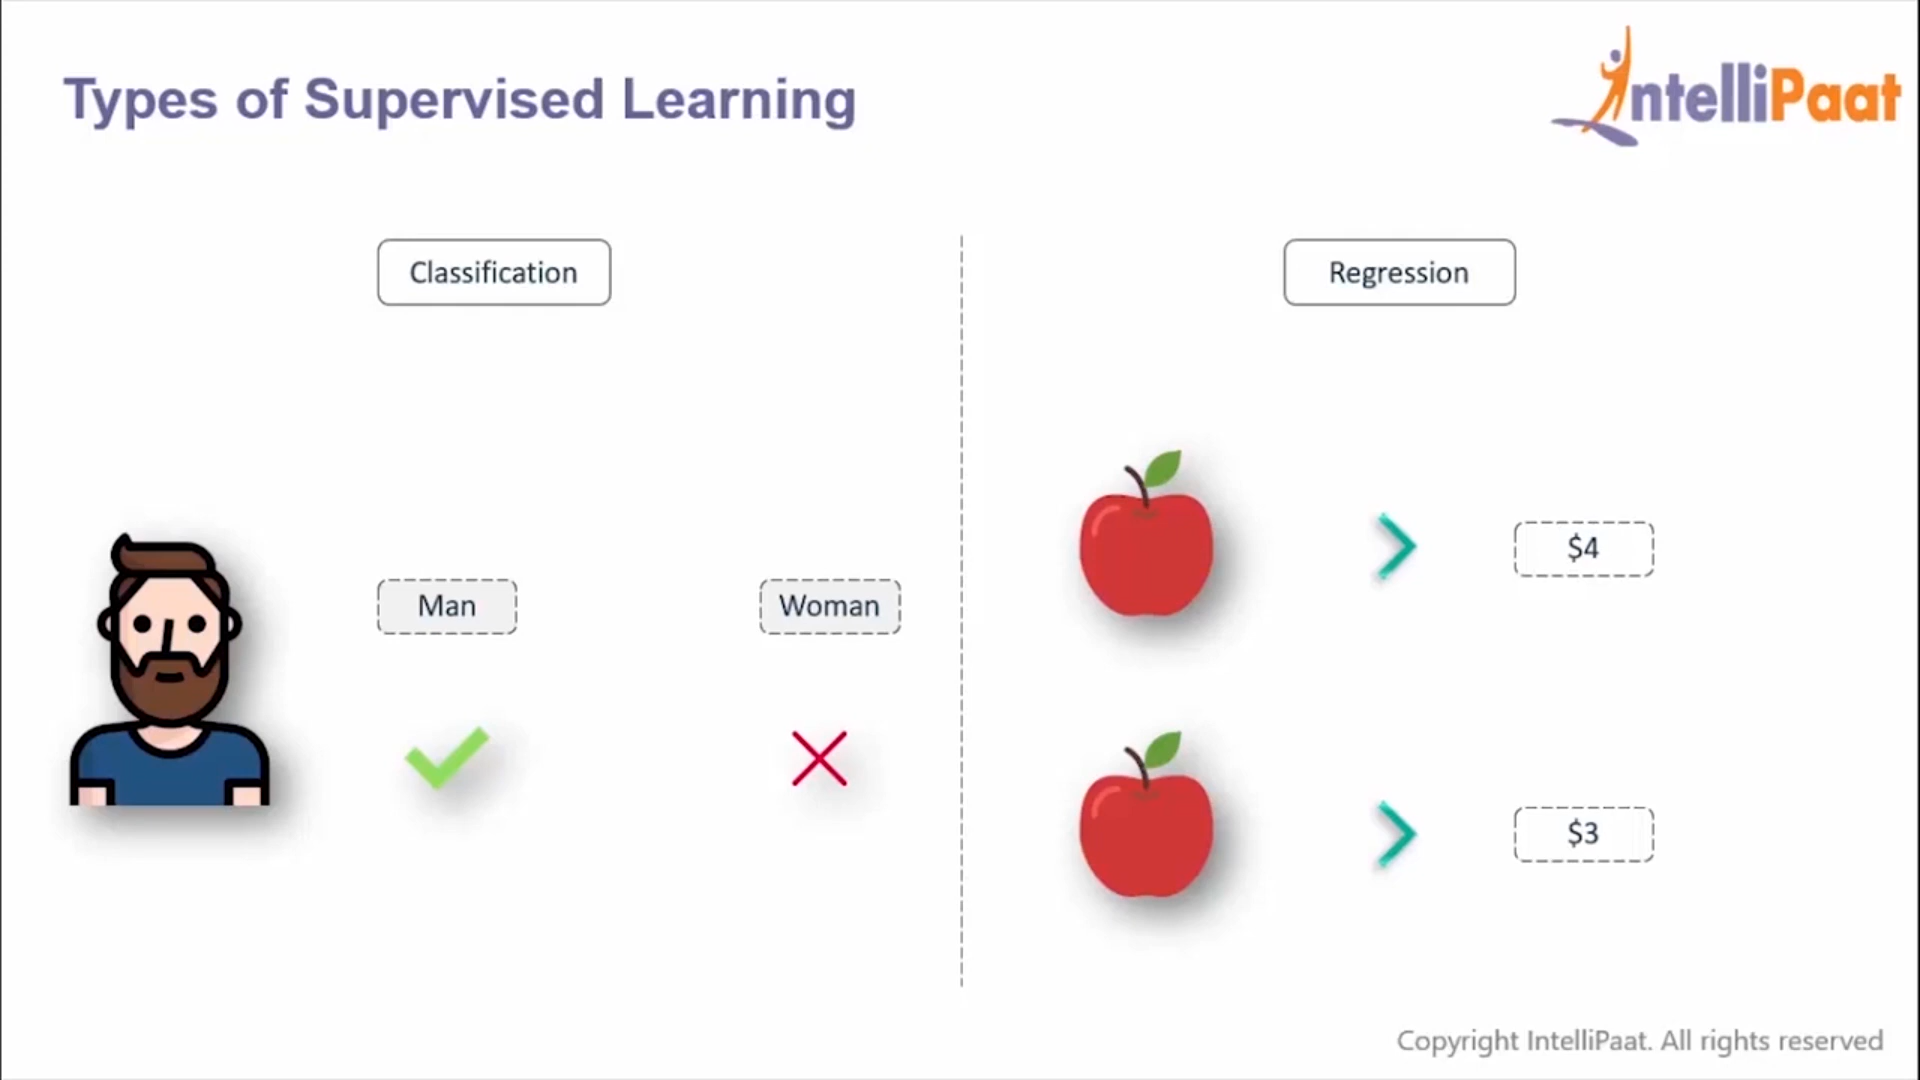 Types of Supervised Learning
IntelliPaat
Classification
Regression
Man
Woman
$4
$3
Copyright IntelliPaat. All rights reserved